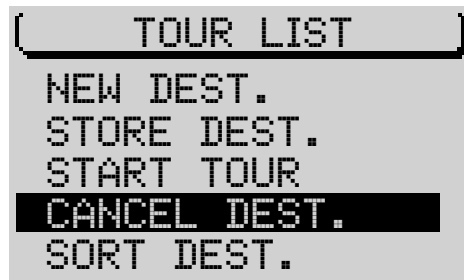 TOUR LIST
NEW DEST.
STORE DEST.
START TOUR
CANCEL DEST.
SORT DEST.